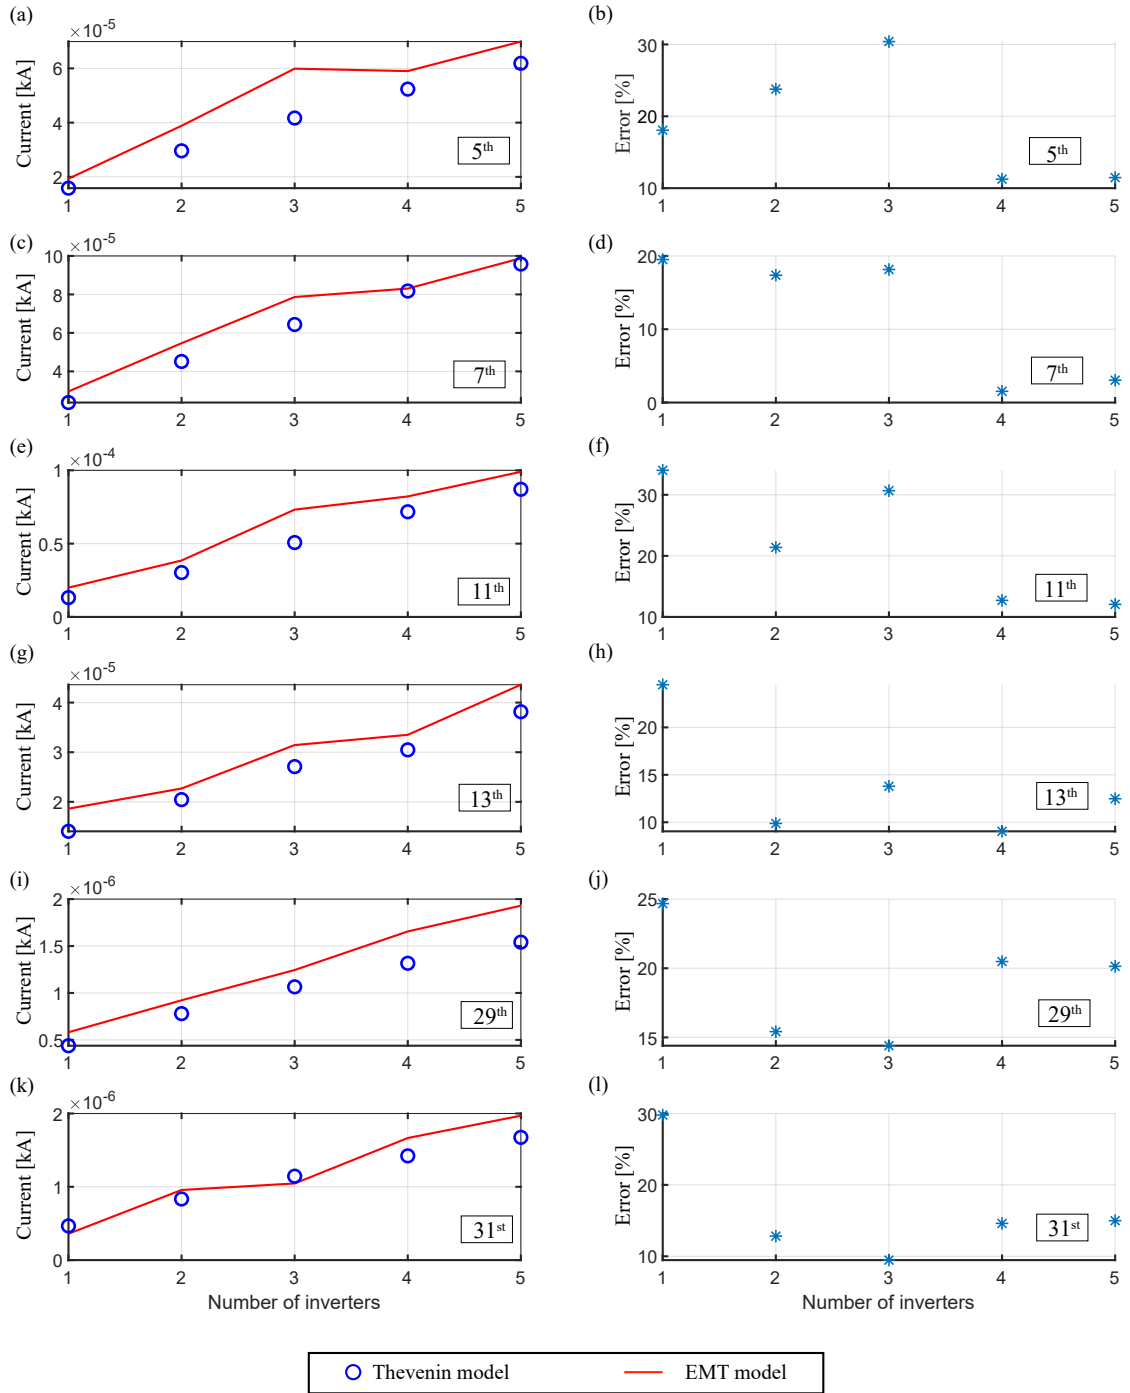 (a)
×10⁻⁵
Current [kA]
6
4
2
5ᵗʰ
1 2 3 4 5
(b)
Error [%]
30
20
10
5ᵗʰ
1 2 3 4 5
(c)
×10⁻⁵
Current [kA]
10
8
6
4
7ᵗʰ
1 2 3 4 5
(d)
Error [%]
20
10
0
7ᵗʰ
1 2 3 4 5
(e)
×10⁻⁴
Current [kA]
1
0.5
0
11ᵗʰ
1 2 3 4 5
(f)
Error [%]
30
20
10
11ᵗʰ
1 2 3 4 5
(g)
×10⁻⁵
Current [kA]
4
3
2
13ᵗʰ
1 2 3 4 5
(h)
Error [%]
20
15
10
13ᵗʰ
1 2 3 4 5
(i)
×10⁻⁶
Current [kA]
2
1.5
1
0.5
29ᵗʰ
1 2 3 4 5
(j)
Error [%]
25
20
15
29ᵗʰ
1 2 3 4 5
(k)
×10⁻⁶
Current [kA]
2
1
0
31ˢᵗ
1 2 3 4 5
Number of inverters
(l)
Error [%]
30
20
10
31ˢᵗ
1 2 3 4 5
Number of inverters
Thevenin model EMT model